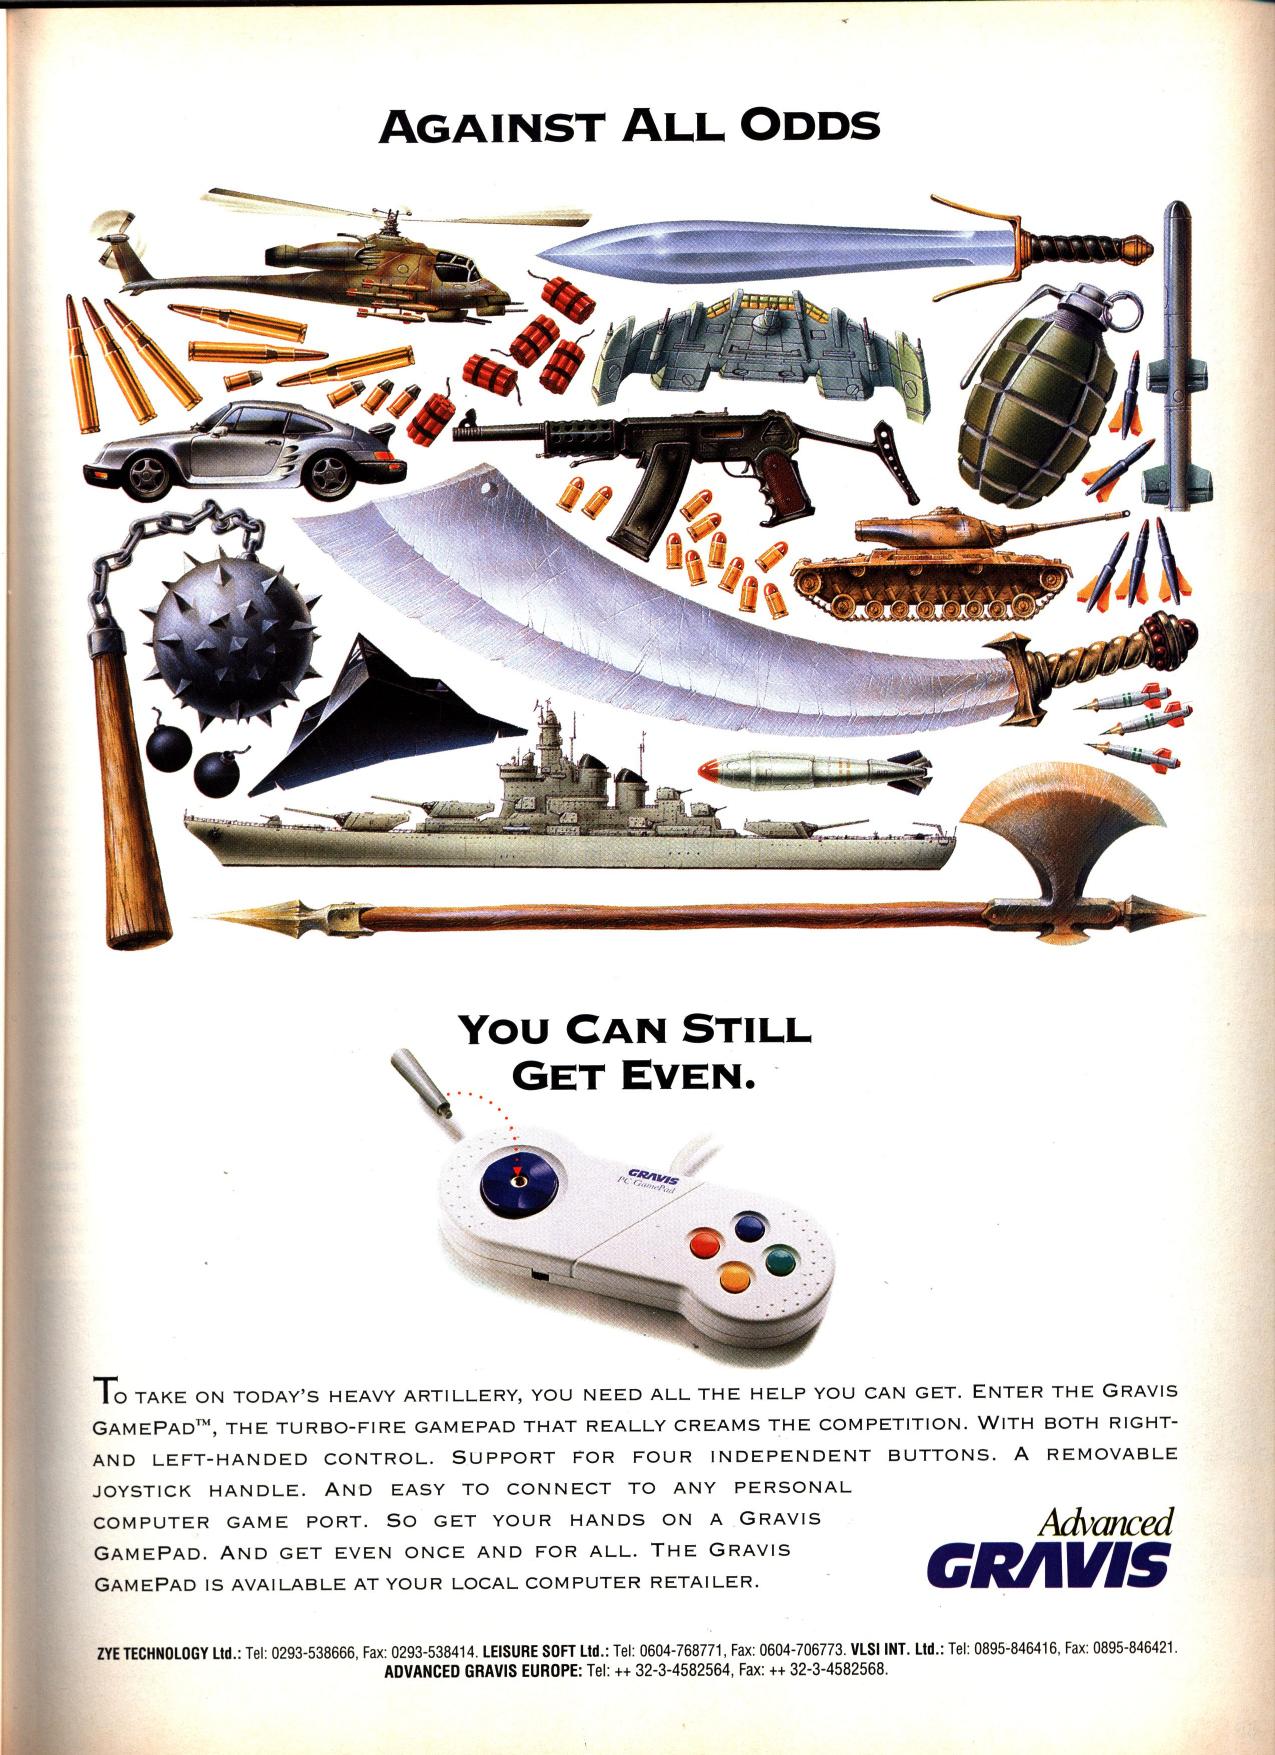 AGAINST ALL ODDS
YOU CAN STILL
GET EVEN.
GRAVIS
PC GamePad
TO TAKE ON TODAY'S HEAVY ARTILLERY, YOU NEED ALL THE HELP YOU CAN GET. ENTER THE GRAVIS
GAMEPAD™, THE TURBO-FIRE GAMEPAD THAT REALLY CREAMS THE COMPETITION. WITH BOTH RIGHT-
AND LEFT-HANDED CONTROL. SUPPORT FOR FOUR INDEPENDENT BUTTONS. A REMOVABLE
JOYSTICK HANDLE. AND EASY TO CONNECT TO ANY PERSONAL
COMPUTER GAME PORT. SO GET YOUR HANDS ON A GRAVIS
GAMEPAD. AND GET EVEN ONCE AND FOR ALL. THE GRAVIS
GAMEPAD IS AVAILABLE AT YOUR LOCAL COMPUTER RETAILER.
Advanced
GRAVIS
ZYE TECHNOLOGY Ltd.: Tel: 0293-538666, Fax: 0293-538414. LEISURE SOFT Ltd.: Tel: 0604-768771, Fax: 0604-706773. VLSI INT. Ltd.: Tel: 0895-846416, Fax: 0895-846421.
ADVANCED GRAVIS EUROPE: Tel: ++ 32-3-4582564, Fax: ++ 32-3-4582568.